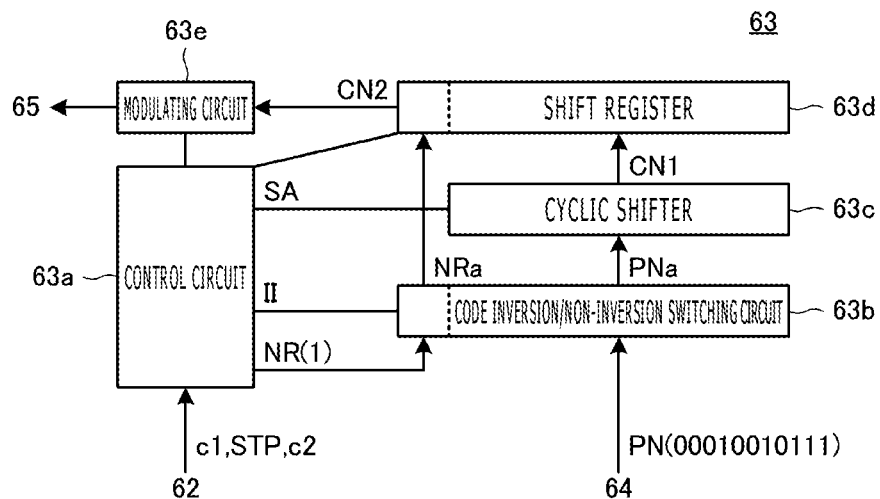 63e
63
65
MODULATING CIRCUIT
CN2
SHIFT REGISTER
63d
CN1
SA
CYCLIC SHIFTER
63c
63a
CONTROL CIRCUIT
NRa
PNa
II
CODE INVERSION/NON-INVERSION SWITCHING CIRCUIT
63b
NR(1)
c1,STP,c2
PN(00010010111)
62
64